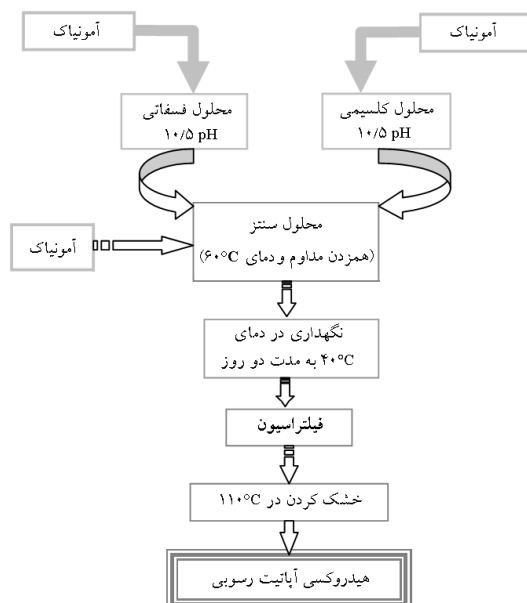 آمونیاک
آمونیاک
محلول کلسیمی
۱۰/۵ pH
محلول فسفاتی
۱۰/۵ pH
محلول سنتز
(همزدن مداوم و دمای ۶۰°C)
آمونیاک
نگهداری در دمای
۴۰°C به مدت دو روز
فیلتراسیون
خشک کردن در ۱۱۰°C
هیدروکسی آپاتیت رسوبی